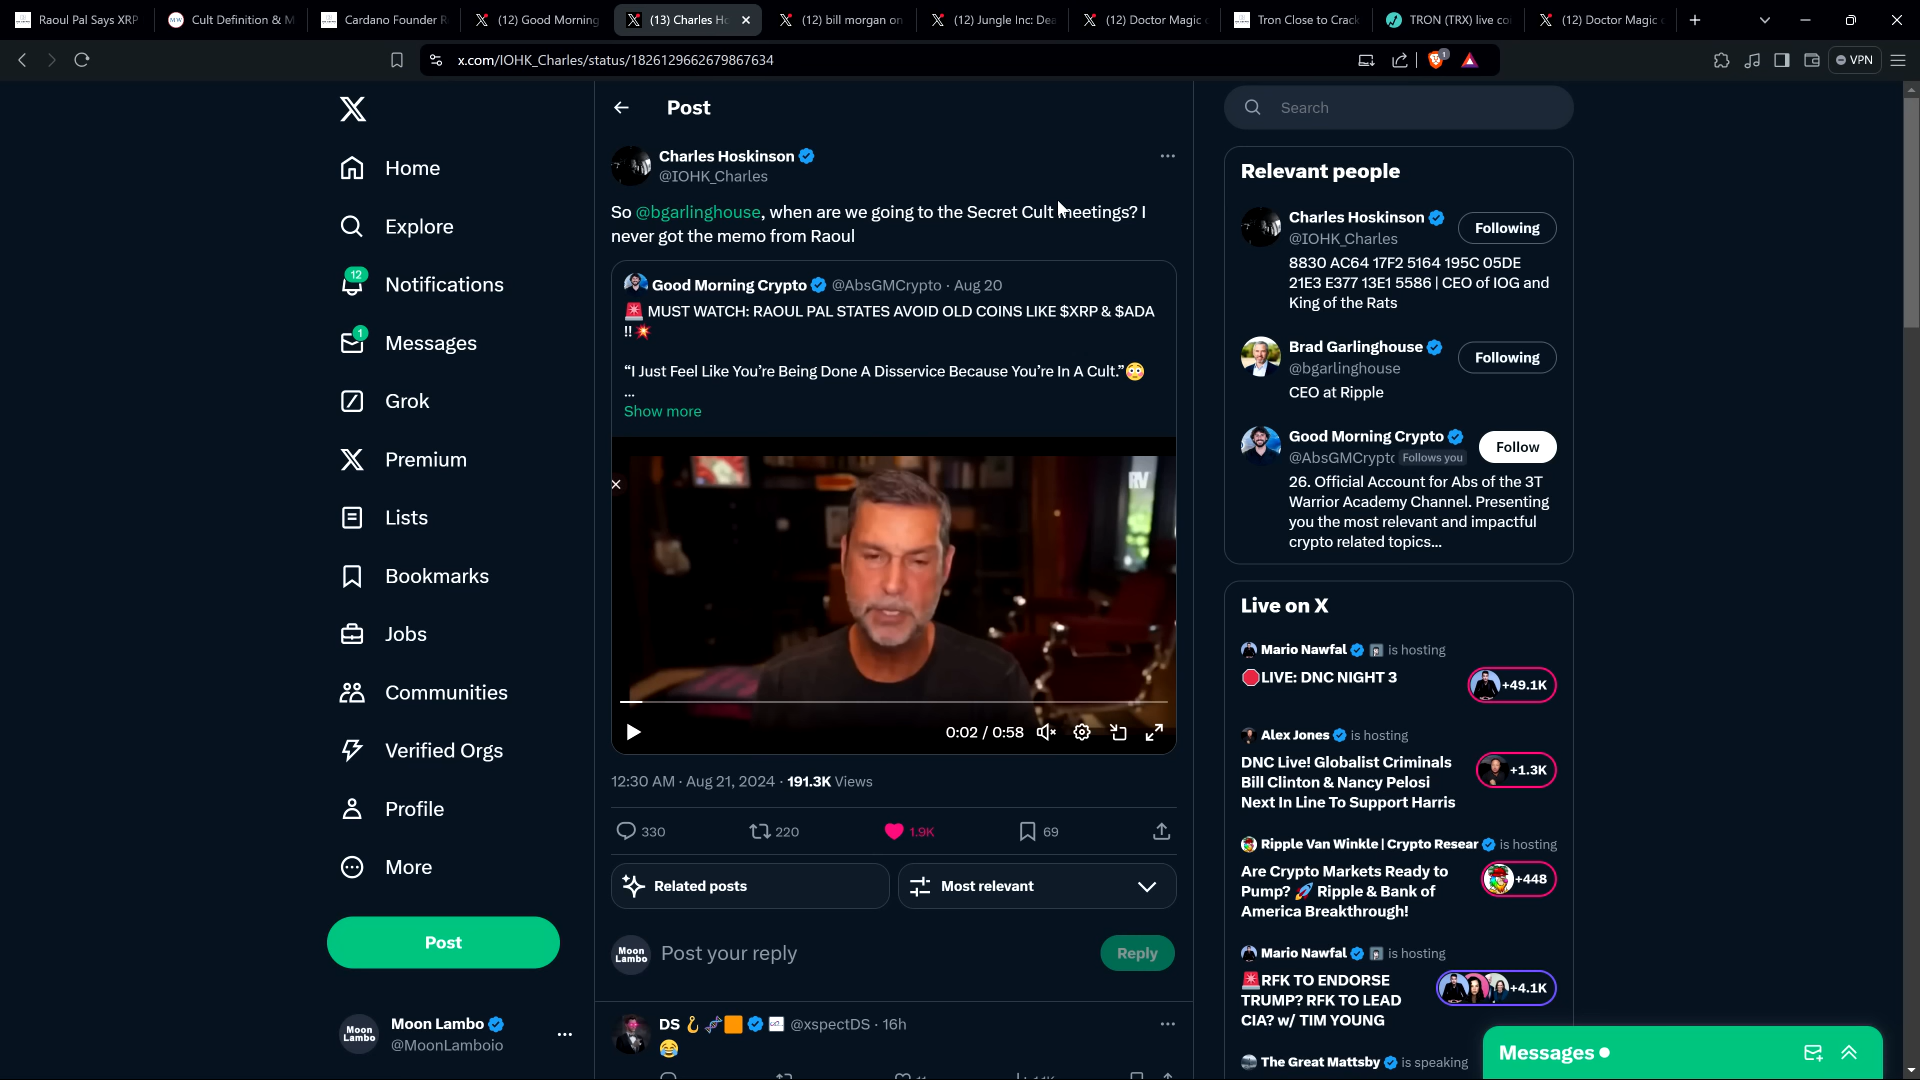 Raoul Pal Says XRP
Cult Definition & M
Cardano Founder R
(12) Good Morning
(13) Charles Ho
(12) bill morgan on
(12) Jungle Inc: Dea
(12) Doctor Magic
Tron Close to Crack
TRON (TRX) live co
(12) Doctor Magic
x.com/IOHK_Charles/status/1826129662679867634
1
VPN
Post
Search
Home
Explore
12
Notifications
1
Messages
Grok
Premium
Lists
Bookmarks
Jobs
Communities
Verified Orgs
Profile
More
Post
Moon Lambo
Moon Lambo
@MoonLamboio
Charles Hoskinson
@IOHK_Charles
So @bgarlinghouse, when are we going to the Secret Cult meetings? I
never got the memo from Raoul
Good Morning Crypto @AbsGMCrypto · Aug 20
🚨 MUST WATCH: RAOUL PAL STATES AVOID OLD COINS LIKE $XRP & $ADA
‼️💥
“I Just Feel Like You’re Being Done A Disservice Because You’re In A Cult.”😳
...
Show more
RV
0:02 / 0:58
12:30 AM · Aug 21, 2024 · 191.3K Views
330 220 1.9K 69
Related posts
Most relevant
Moon Lambo
Post your reply
Reply
DS @xspectDS · 16h
😂
Relevant people
Charles Hoskinson
@IOHK_Charles
Following
8830 AC64 17F2 5164 195C 05DE
21E3 E377 13E1 5586 | CEO of IOG and
King of the Rats
Brad Garlinghouse
@bgarlinghouse
Following
CEO at Ripple
Good Morning Crypto
@AbsGMCrypto Follows you
Follow
26. Official Account for Abs of the 3T
Warrior Academy Channel. Presenting
you the most relevant and impactful
crypto related topics...
Live on X
Mario Nawfal is hosting
🛑LIVE: DNC NIGHT 3
+49.1K
Alex Jones is hosting
DNC Live! Globalist Criminals
Bill Clinton & Nancy Pelosi
Next In Line To Support Harris
+1.3K
Ripple Van Winkle | Crypto Resear is hosting
Are Crypto Markets Ready to
Pump? 🚀 Ripple & Bank of
America Breakthrough!
+448
Mario Nawfal is hosting
🚨RFK TO ENDORSE
TRUMP? RFK TO LEAD
CIA? w/ TIM YOUNG
+4.1K
The Great Mattsby is speaking
Messages